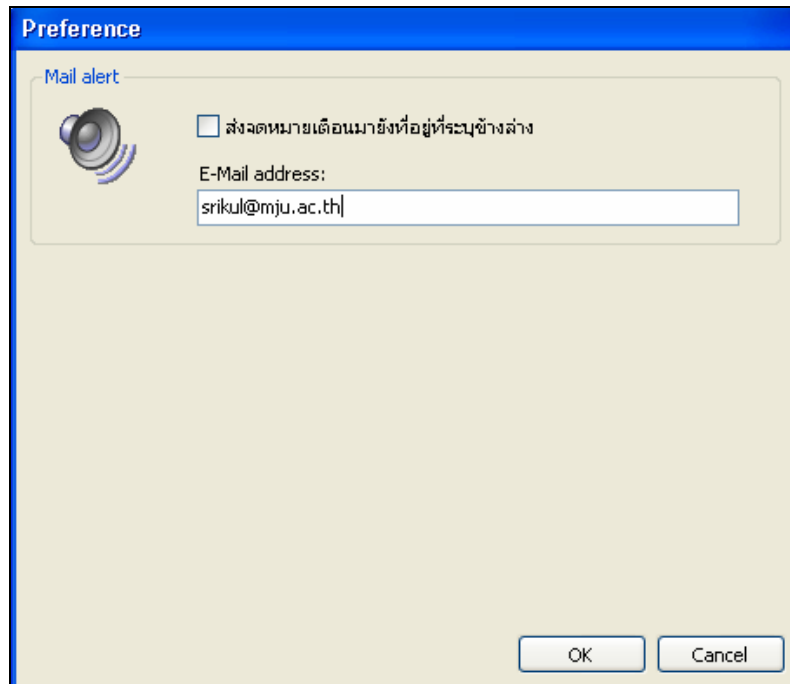 Preference
Mail alert
ส่งจดหมายเตือนมายังที่อยู่ที่ระบุข้างล่าง
E-Mail address:
srikul@mju.ac.th
OK Cancel